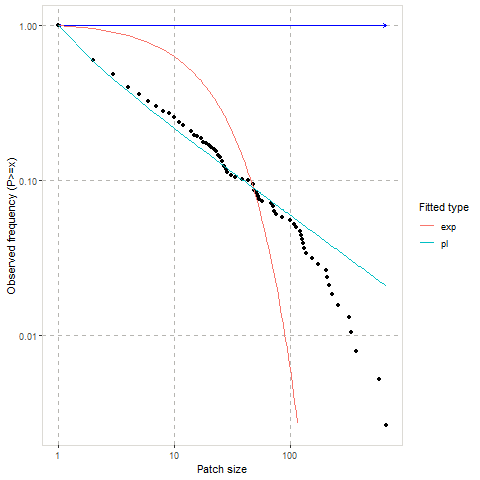 1.00
0.10
0.01
Observed frequency (P>=x)
1
10
100
Patch size
Fitted type
exp
pl